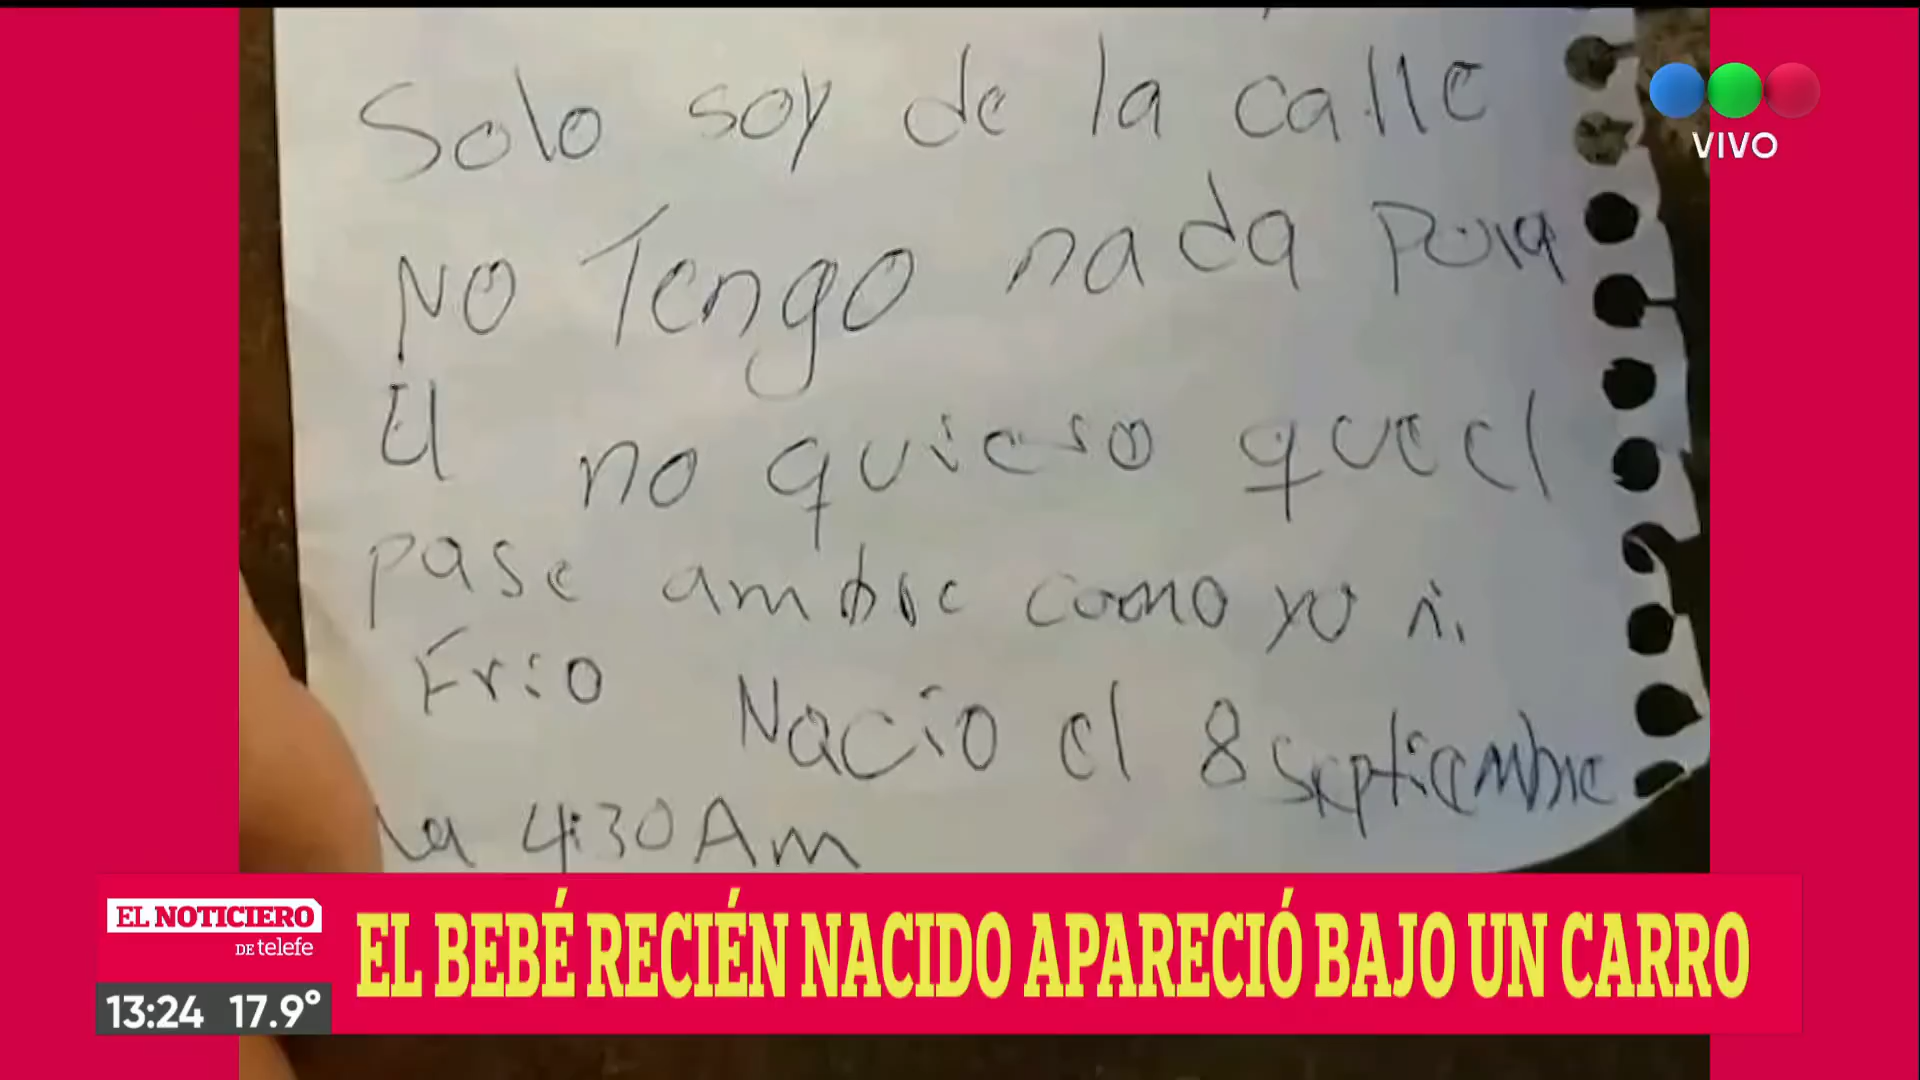 Solo soy de la calle
No Tengo nada para
El no quiero que el
pase ambre como yo ni
Frio Nacio el 8 septiembre
la 4:30 Am
VIVO
EL NOTICIERO
DE telefe
13:24 17.9°
EL BEBÉ RECIÉN NACIDO APARECIÓ BAJO UN CARRO